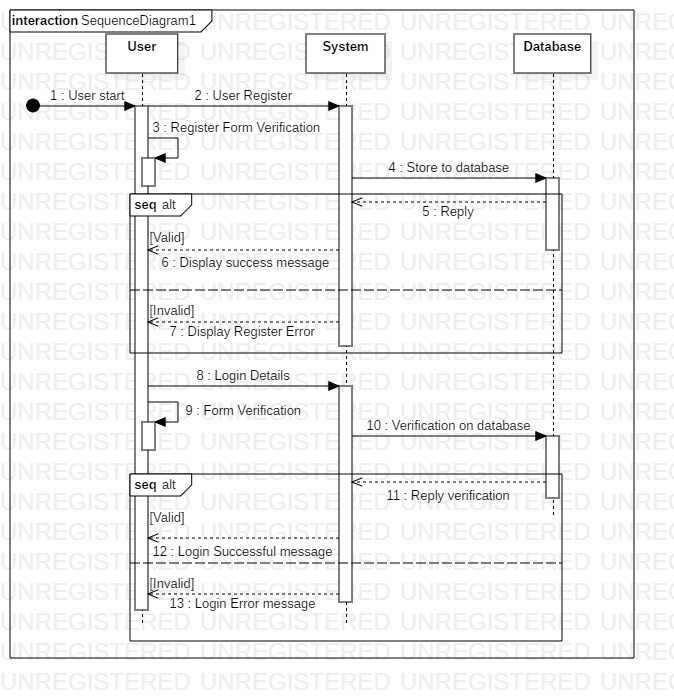 interaction SequenceDiagram1
User
System
Database
1 : User start
2 : User Register
3 : Register Form Verification
4 : Store to database
seq alt
5 : Reply
[Valid]
6 : Display success message
[Invalid]
7 : Display Register Error
8 : Login Details
9 : Form Verification
10 : Verification on database
seq alt
11 : Reply verification
[Valid]
12 : Login Successful message
[Invalid]
13 : Login Error message
UNREGISTERED